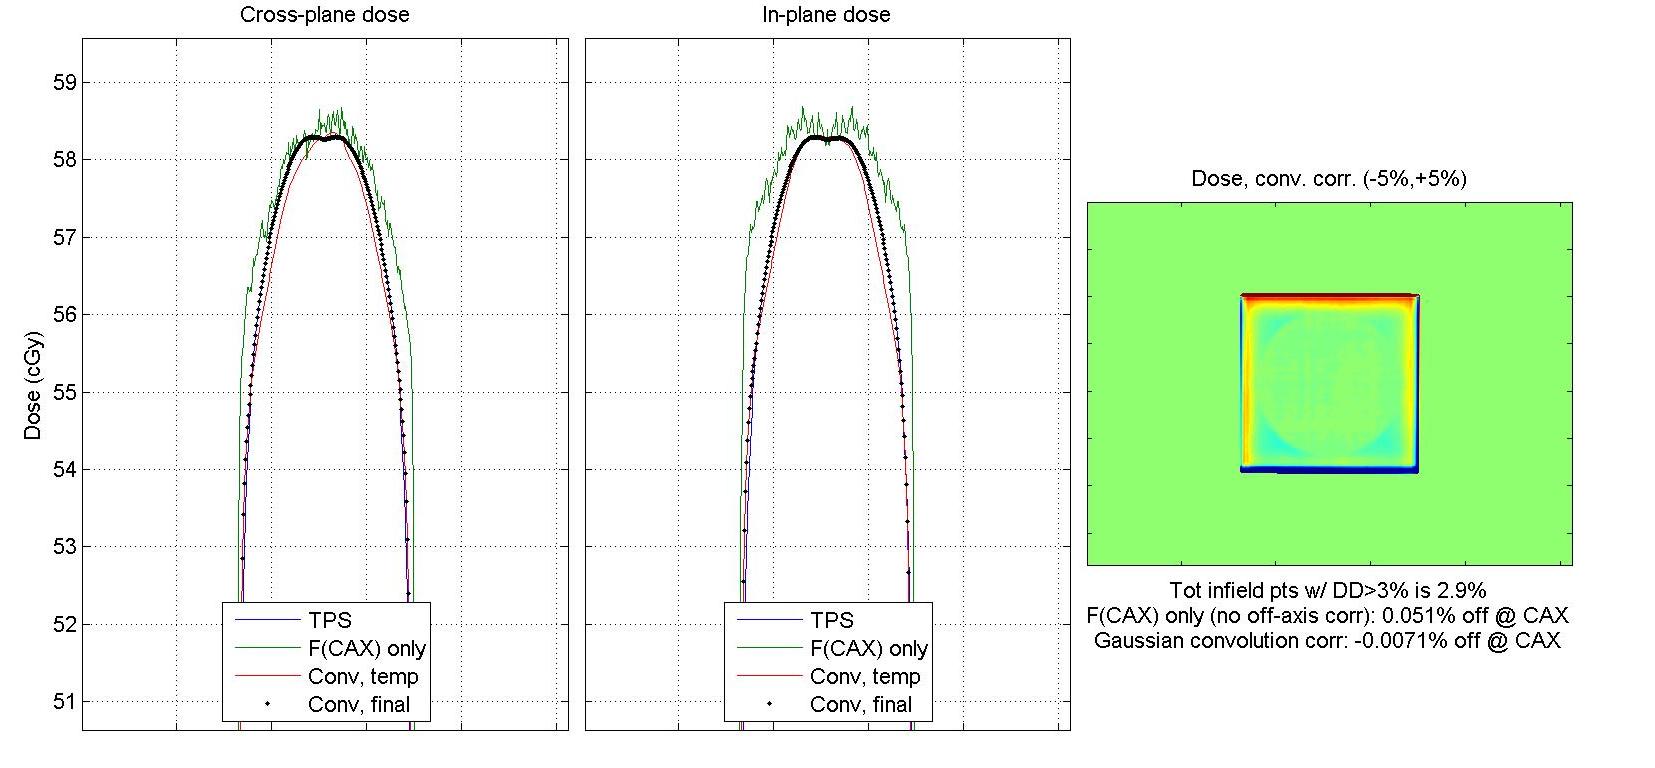 Cross-plane dose
In-plane dose
59
58
57
56
55
54
53
52
51
Dose (cGy)
TPS
F(CAX) only
Conv, temp
Conv, final
TPS
F(CAX) only
Conv, temp
Conv, final
Dose, conv. corr. (-5%,+5%)
Tot infield pts w/ DD>3% is 2.9%
F(CAX) only (no off-axis corr): 0.051% off @ CAX
Gaussian convolution corr: -0.0071% off @ CAX